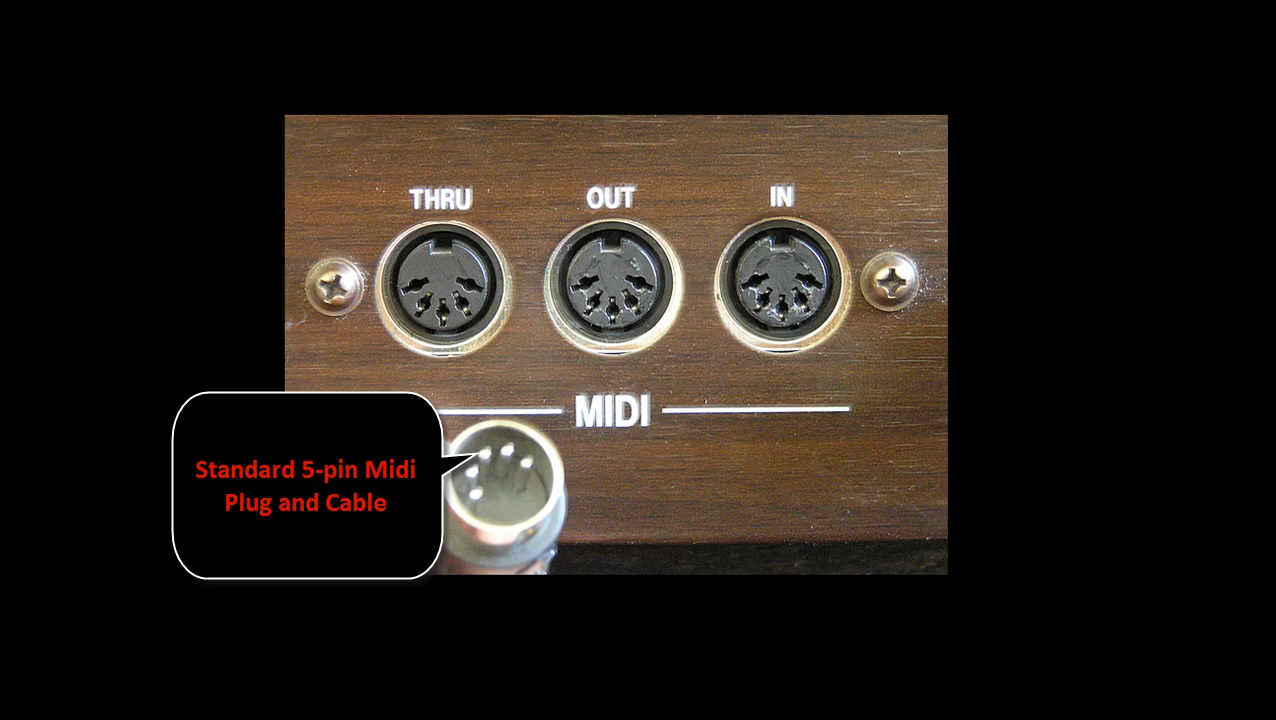 THRU OUT IN
MIDI
Standard 5-pin Midi
Plug and Cable